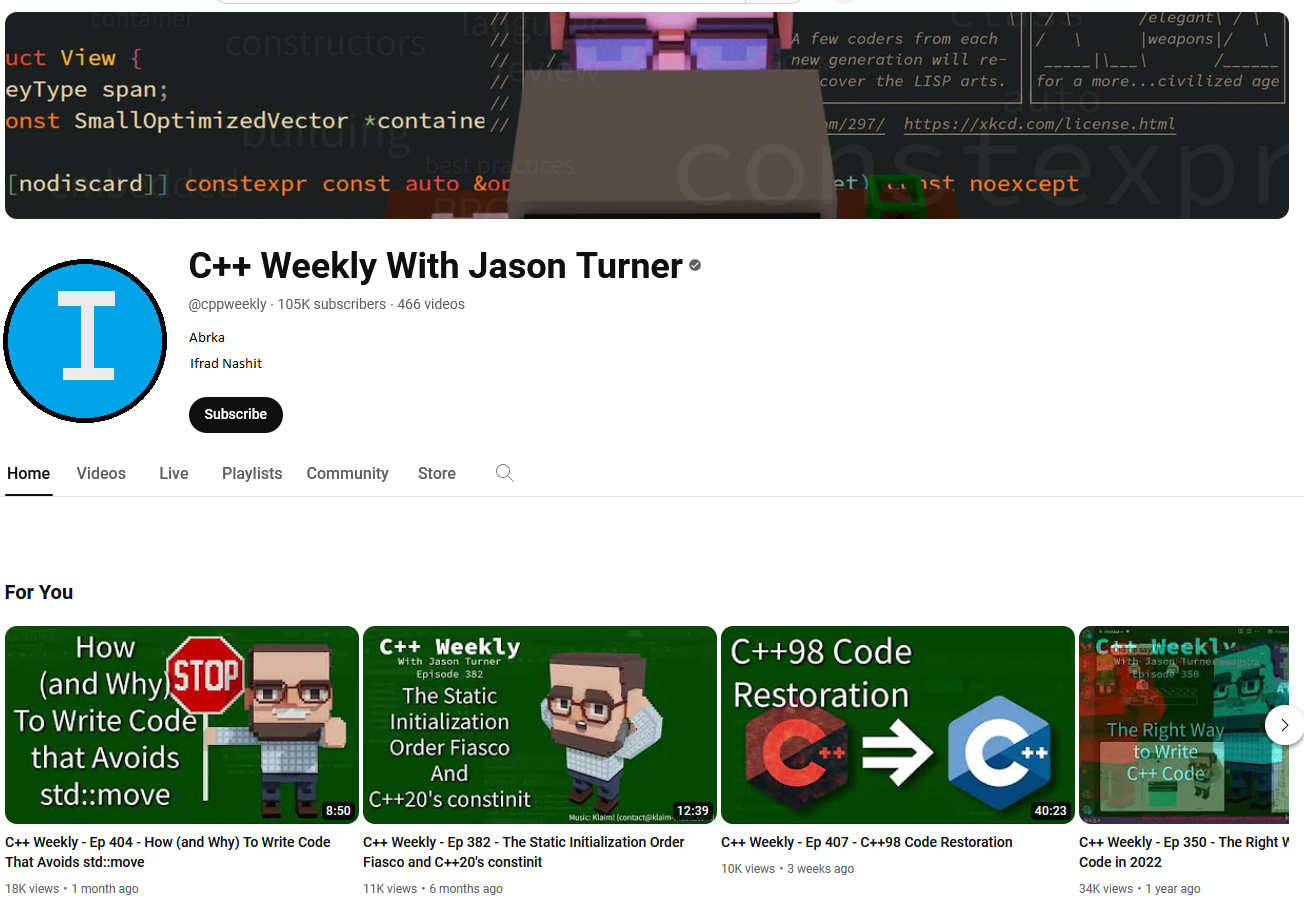 container
language
constructors
review
class
uct View {
eyType span;
onst SmallOptimizedVector *containe
building
best practices
embedded
[nodiscard]] constexpr const auto &op
et) const noexcept
//
//
//
//
//
//
A few coders from each
new generation will re-
cover the LISP arts.
/elegant\
|weapons|/
for a more...civilized age
auto
om/297/ https://xkcd.com/license.html
constexpr
C++ Weekly With Jason Turner
@cppweekly · 105K subscribers · 466 videos
Abrka
Ifrad Nashit
I
Subscribe
Home Videos Live Playlists Community Store
For You
How
(and Why)
To Write Code
that Avoids
std::move
STOP
8:50
C++ Weekly
With Jason Turner
Episode 382
The Static
Initialization
Order Fiasco
And
C++20's constinit
12:39
C++98 Code
Restoration
C++
C++
40:23
C++ Weekly
With Jason Turner
Episode 350
The Right Way
to Write
C++ Code
C++ Weekly - Ep 404 - How (and Why) To Write Code
That Avoids std::move
18K views • 1 month ago
C++ Weekly - Ep 382 - The Static Initialization Order
Fiasco and C++20's constinit
11K views • 6 months ago
C++ Weekly - Ep 407 - C++98 Code Restoration
10K views • 3 weeks ago
C++ Weekly - Ep 350 - The Right W
Code in 2022
34K views • 1 year ago